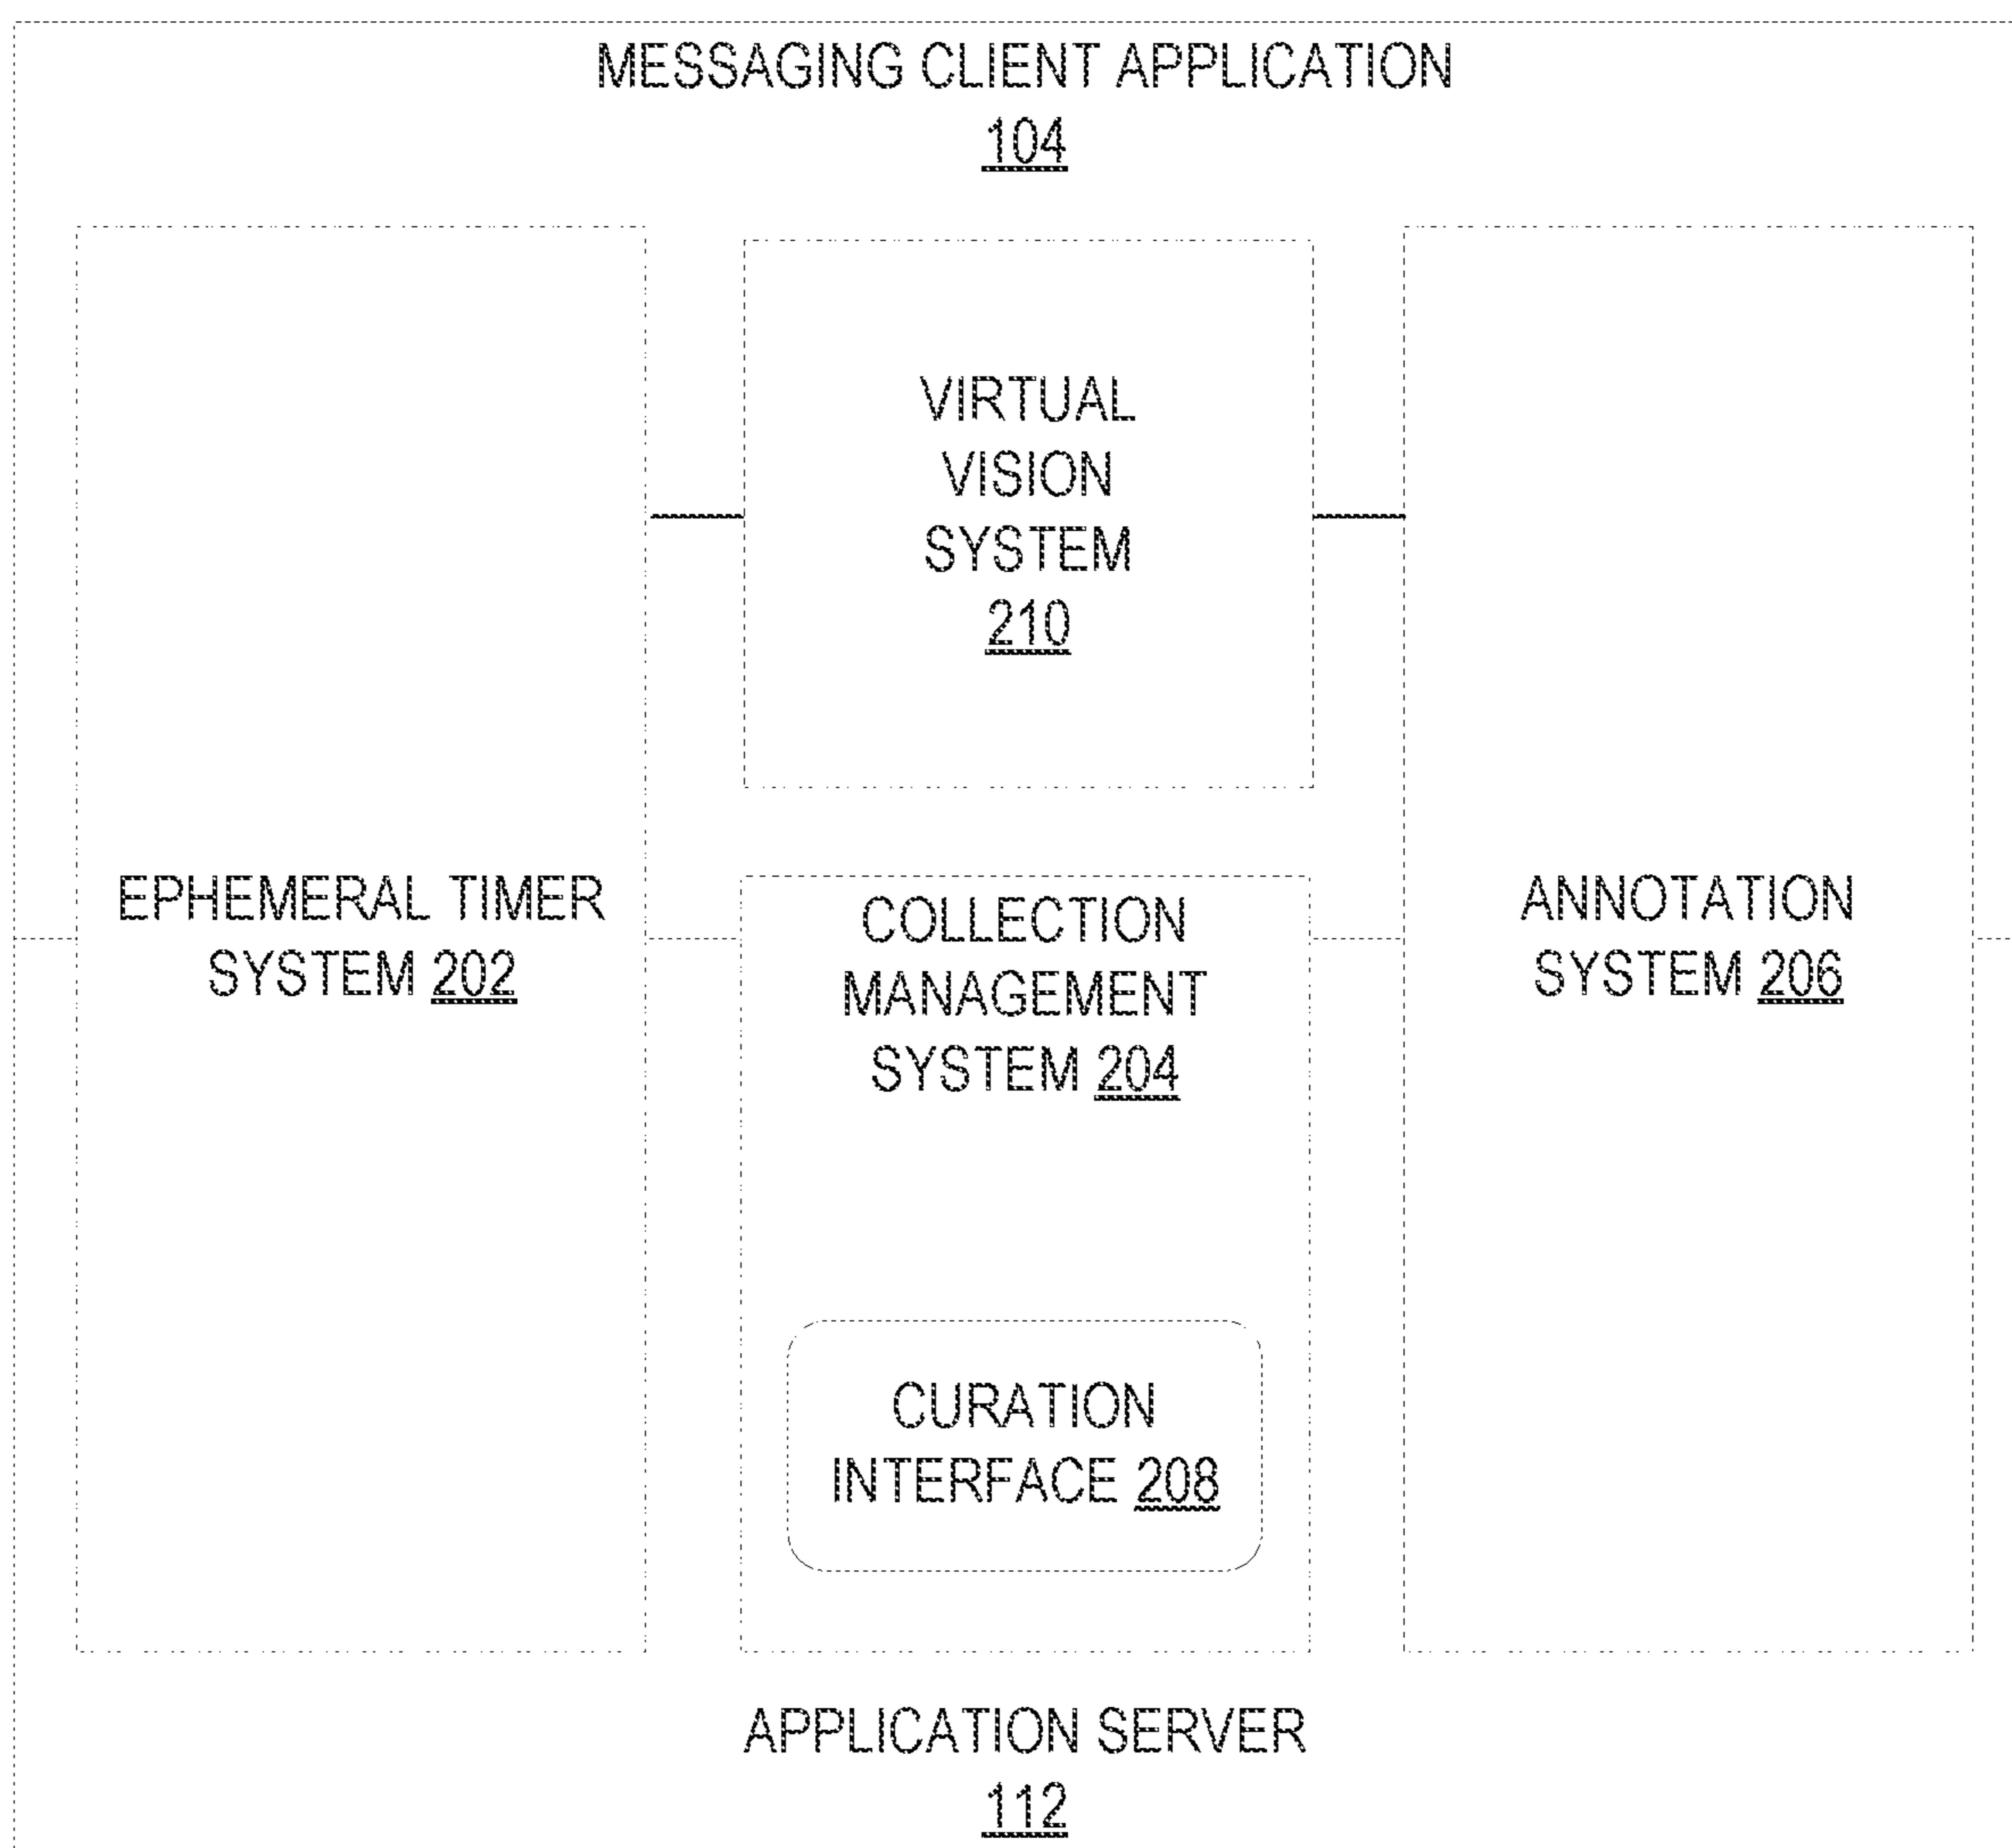 MESSAGING CLIENT APPLICATION
104
VIRTUAL
VISION
SYSTEM
210
EPHEMERAL TIMER
SYSTEM 202
COLLECTION
MANAGEMENT
SYSTEM 204
ANNOTATION
SYSTEM 206
CURATION
INTERFACE 208
APPLICATION SERVER
112